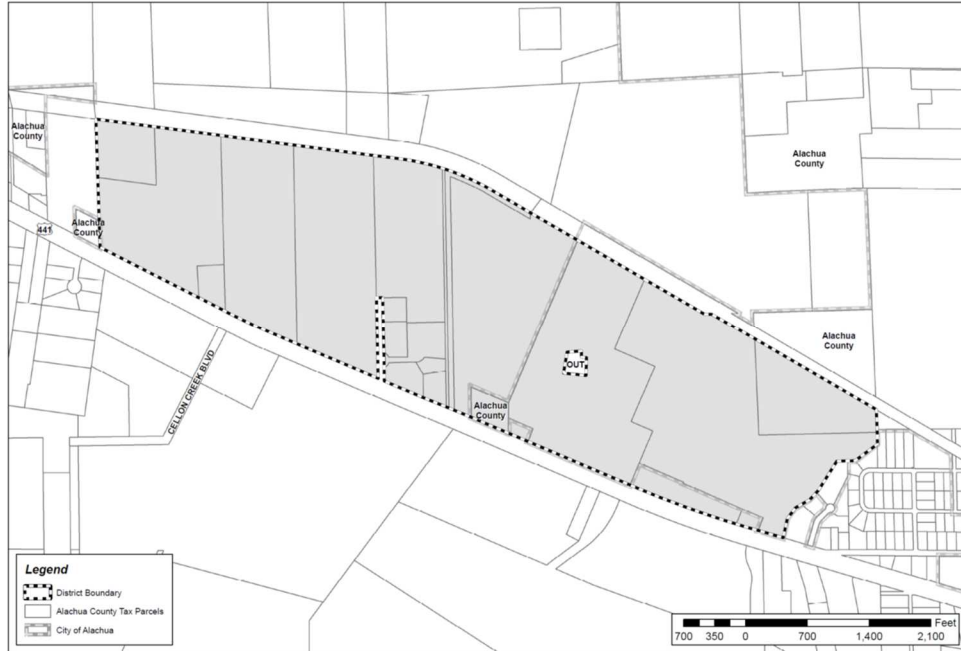 Alachua
County
Alachua
County
441
Alachua
County
CELLON CREEK BLVD
OUT
Alachua
County
Alachua
County
Legend
District Boundary
Alachua County Tax Parcels
City of Alachua
Feet
700 350 0 700 1,400 2,100